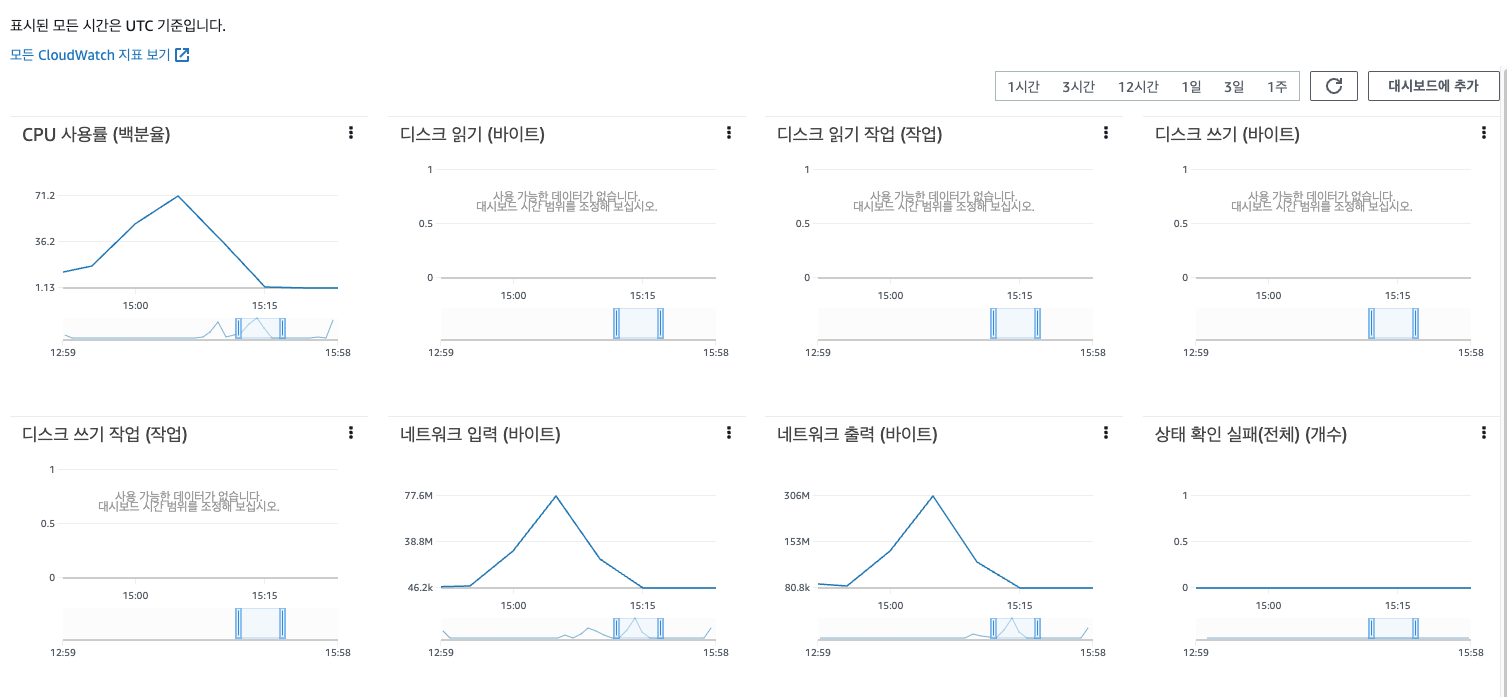 표시된 모든 시간은 UTC 기준입니다.
모든 CloudWatch 지표 보기
1시간 3시간 12시간 1일 3일 1주 대시보드에 추가
CPU 사용률 (백분율)
71.2
36.2
1.13
15:00 15:15
12:59 15:58
디스크 읽기 (바이트)
1
사용 가능한 데이터가 없습니다.
대시보드 시간 범위를 조정해 보십시오.
0.5
0
15:00 15:15
12:59 15:58
디스크 읽기 작업 (작업)
1
사용 가능한 데이터가 없습니다.
대시보드 시간 범위를 조정해 보십시오.
0.5
0
15:00 15:15
12:59 15:58
디스크 쓰기 (바이트)
1
사용 가능한 데이터가 없습니다.
대시보드 시간 범위를 조정해 보십시오.
0.5
0
15:00 15:15
12:59 15:58
디스크 쓰기 작업 (작업)
1
사용 가능한 데이터가 없습니다.
대시보드 시간 범위를 조정해 보십시오.
0.5
0
15:00 15:15
12:59 15:58
네트워크 입력 (바이트)
77.6M
38.8M
46.2k
15:00 15:15
12:59 15:58
네트워크 출력 (바이트)
306M
153M
80.8k
15:00 15:15
12:59 15:58
상태 확인 실패(전체) (개수)
1
0.5
0
15:00 15:15
12:59 15:58